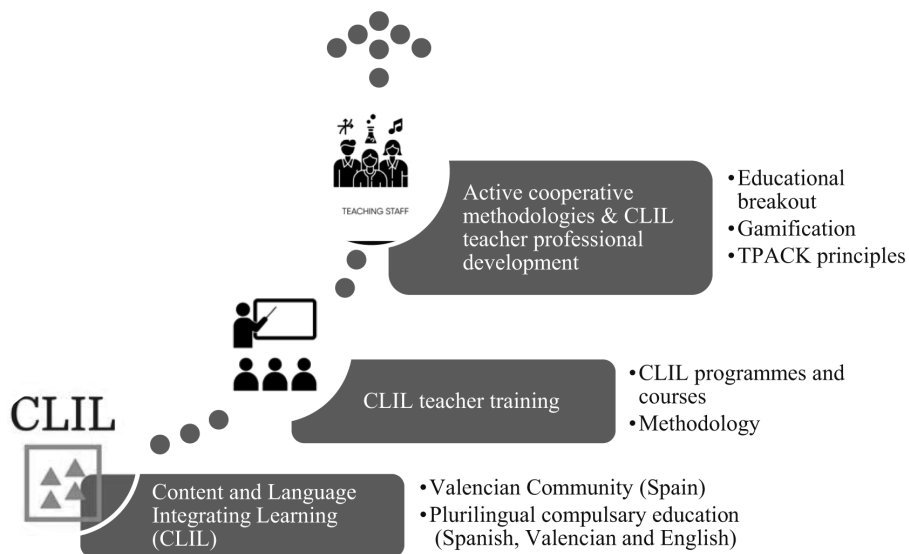 TEACHING STAFF
Active cooperative
methodologies & CLIL
teacher professional
development
•Educational
breakout
•Gamification
•TPACK principles
CLIL teacher training
•CLIL programmes and
courses
•Methodology
CLIL
Content and Language
Integrating Learning
(CLIL)
•Valencian Community (Spain)
•Plurilingual compulsary education
(Spanish, Valencian and English)